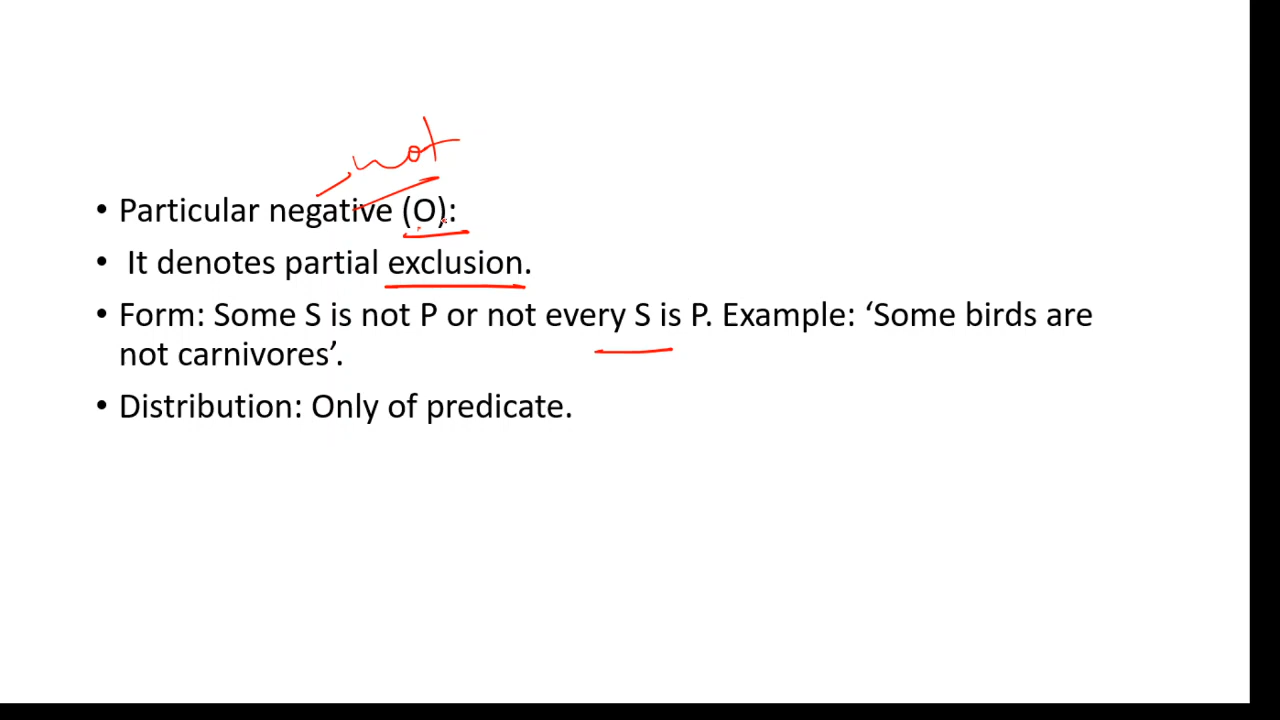 not
• Particular negative (O):
• It denotes partial exclusion.
• Form: Some S is not P or not every S is P. Example: ‘Some birds are
not carnivores’.
• Distribution: Only of predicate.